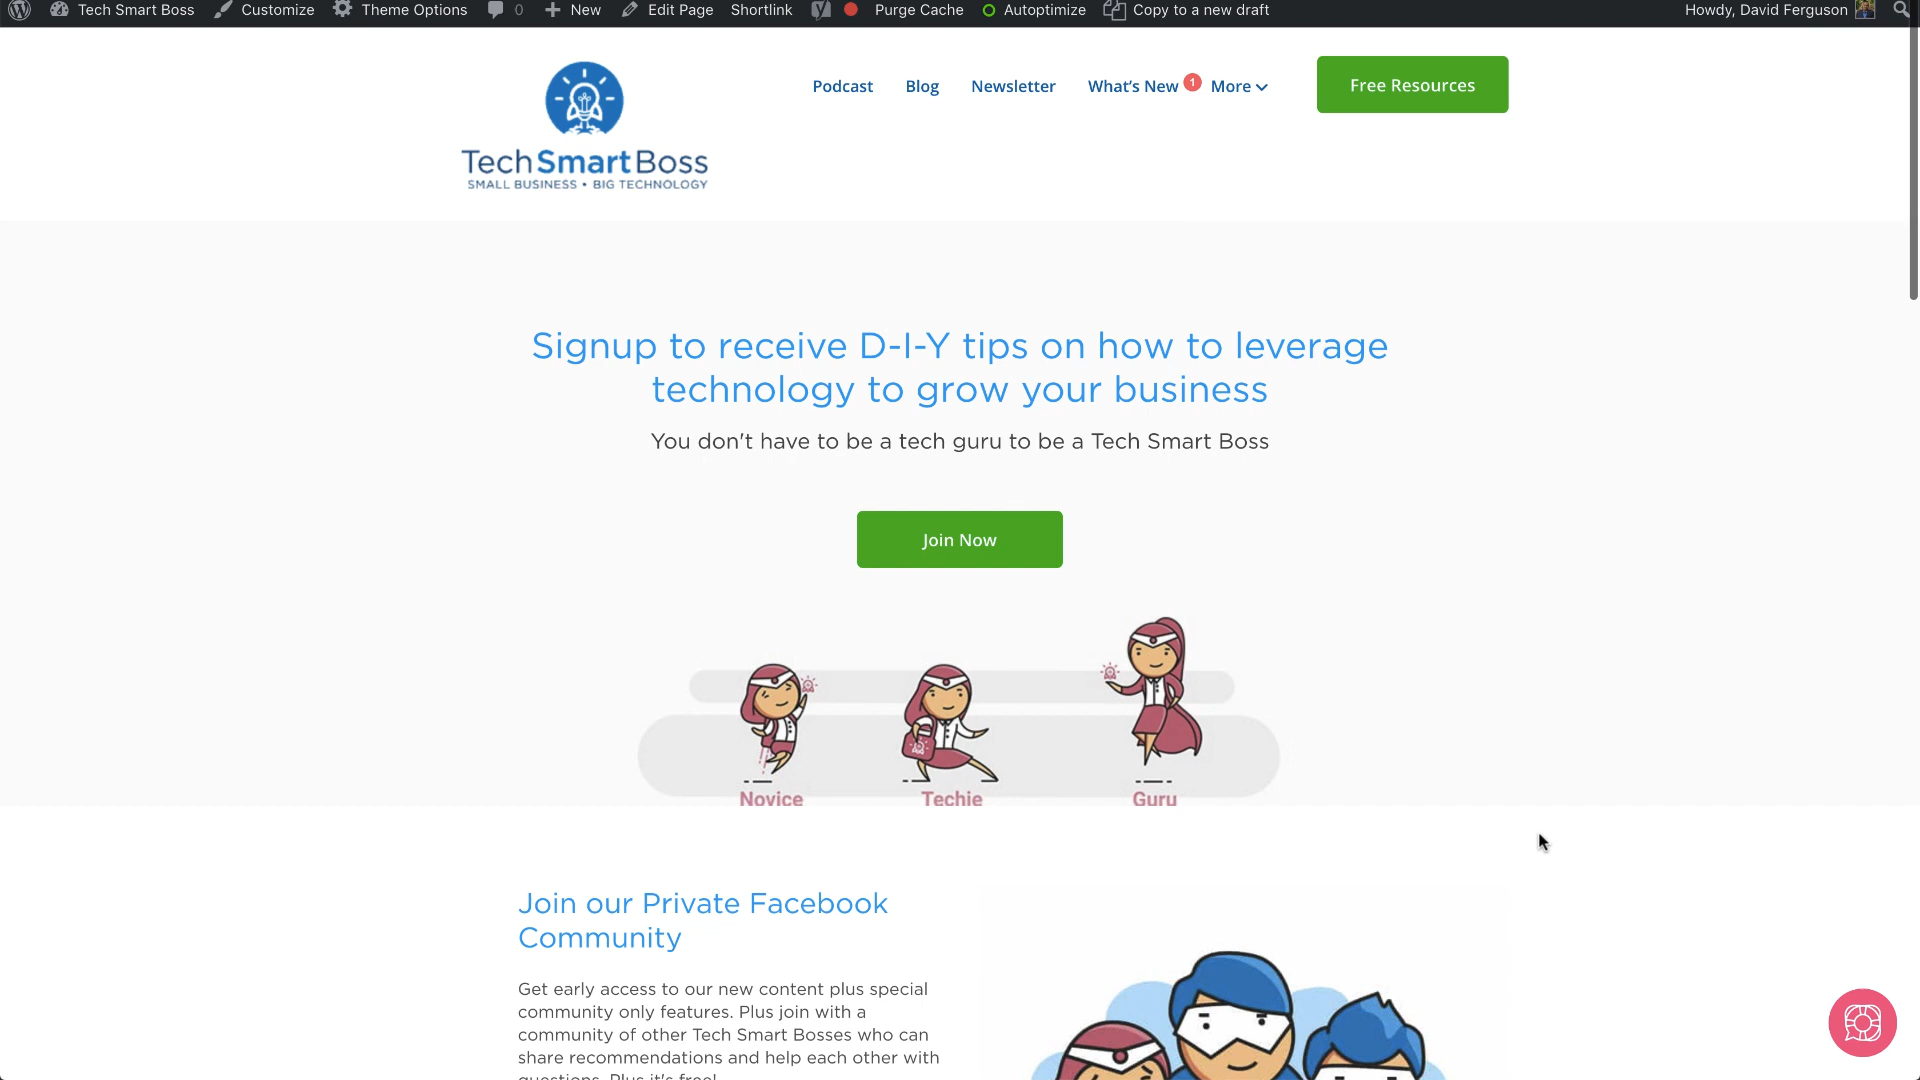 Tech Smart Boss Customize Theme Options 0 New Edit Page Shortlink Purge Cache Autoptimize Copy to a new draft Howdy, David Ferguson
Podcast Blog Newsletter What's New 1 More Free Resources
TechSmartBoss
SMALL BUSINESS • BIG TECHNOLOGY
Signup to receive D-I-Y tips on how to leverage
technology to grow your business
You don't have to be a tech guru to be a Tech Smart Boss
Join Now
Novice Techie Guru
Join our Private Facebook
Community
Get early access to our new content plus special
community only features. Plus join with a
community of other Tech Smart Bosses who can
share recommendations and help each other with
questions. Plus it's free!